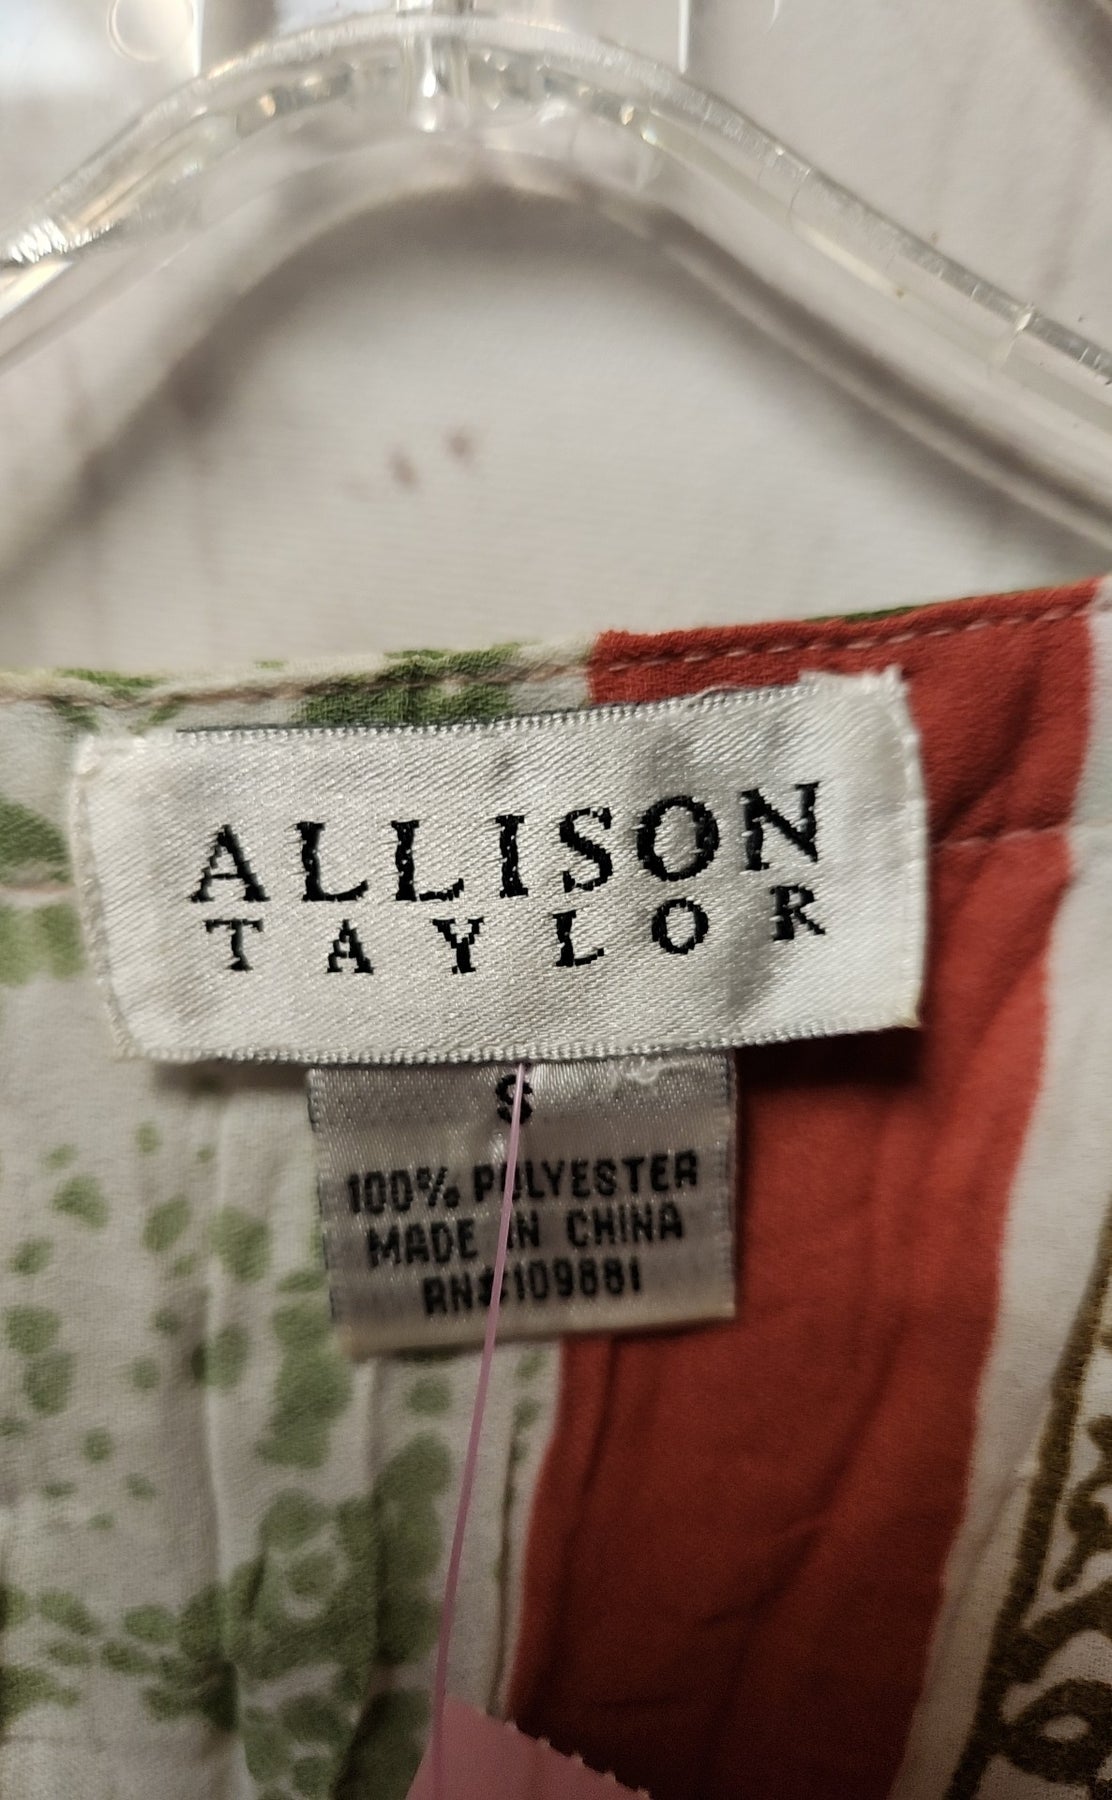 ALLISON
TAYLOR
S
100% POLYESTER
MADE IN CHINA
RN#109881